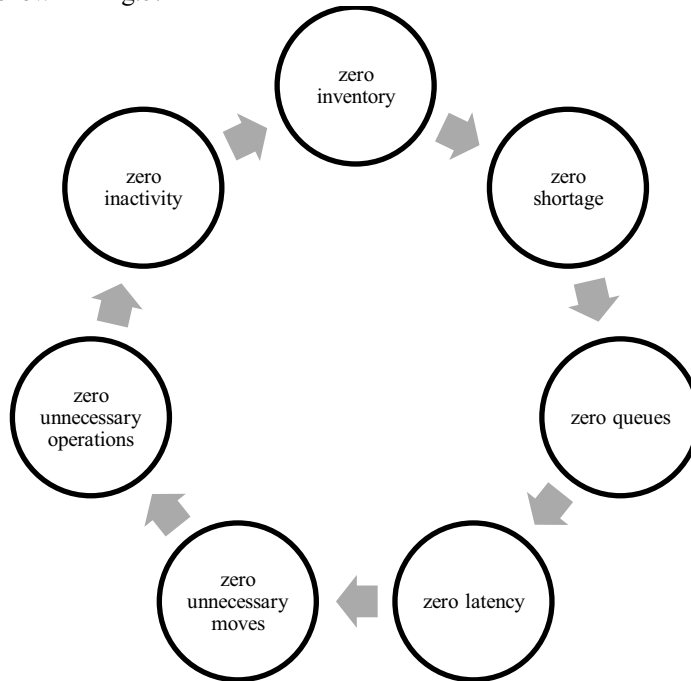 zero
inventory
zero
shortage
zero queues
zero latency
zero
unnecessary
moves
zero
unnecessary
operations
zero
inactivity